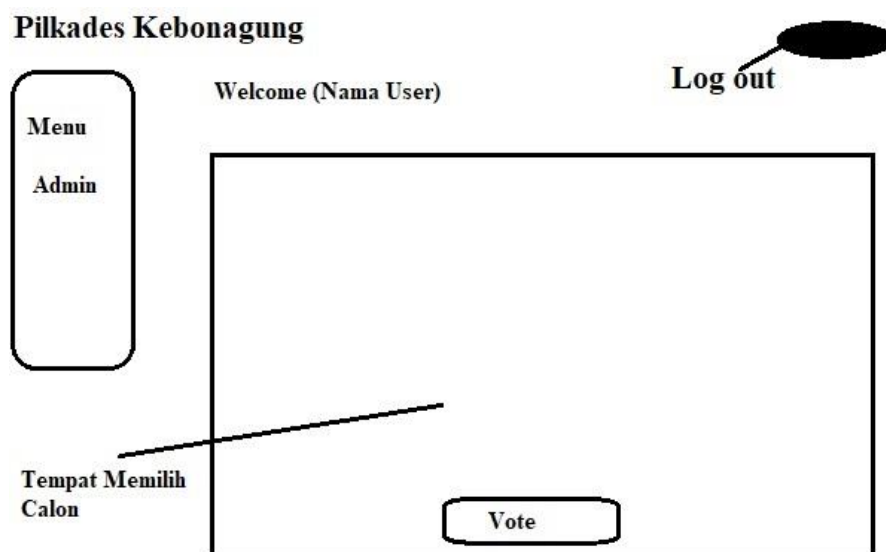 Pilkades Kebonagung
Log out
Welcome (Nama User)
Menu
Admin
Tempat Memilih
Calon
Vote